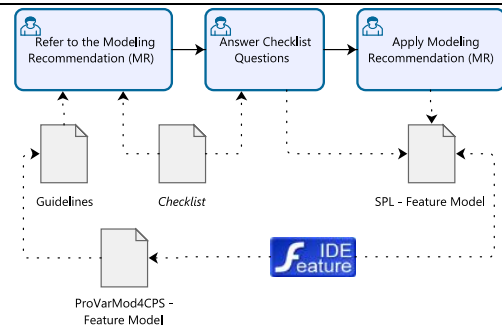 Refer to the Modeling
Recommendation (MR)
Answer Checklist
Questions
Apply Modeling
Recommendation (MR)
Guidelines
Checklist
SPL - Feature Model
IDE
Feature
ProVarMod4CPS -
Feature Model